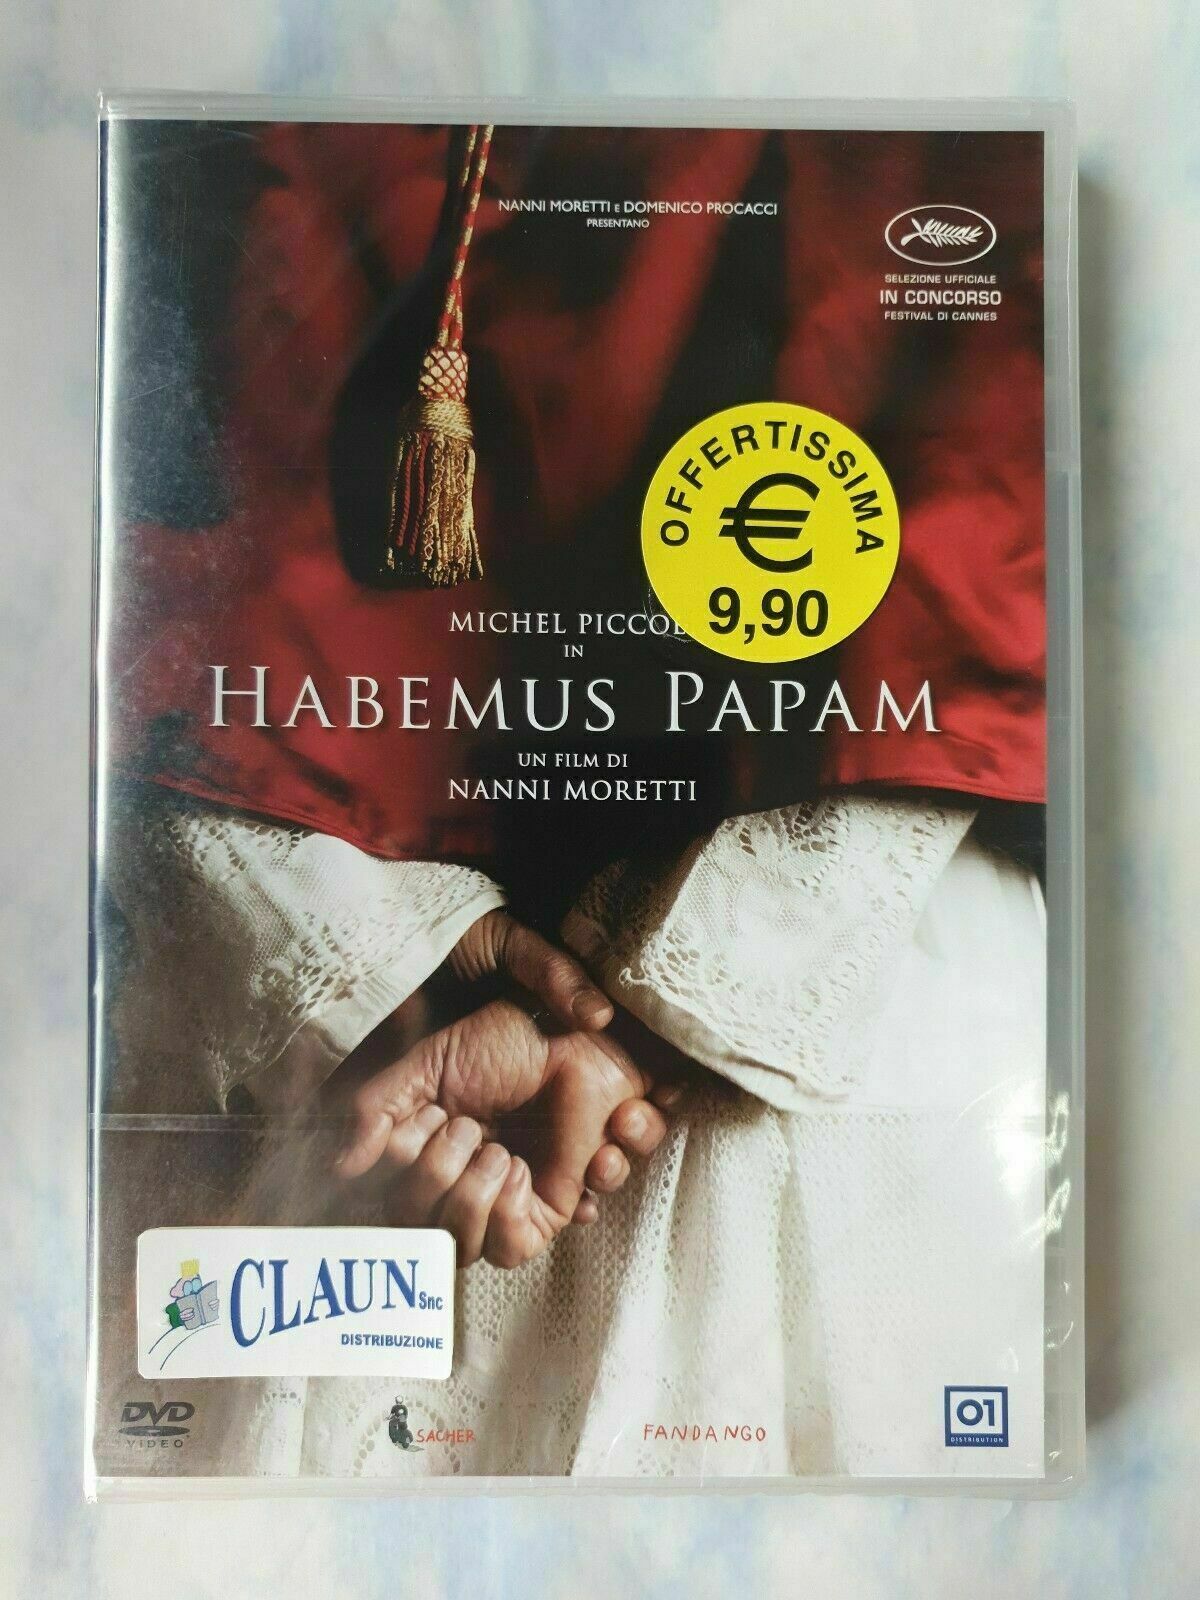 NANNI MORETTI E DOMENICO PROCACCI
PRESENTANO
SELEZIONE UFFICIALE
IN CONCORSO
FESTIVAL DI CANNES
OFFERTISSIMA
€
9,90
MICHEL PICCOL
IN
HABEMUS PAPAM
UN FILM DI
NANNI MORETTI
CLAUN Snc
DISTRIBUZIONE
DVD
VIDEO
SACHER
FANDANGO
01
DISTRIBUTION